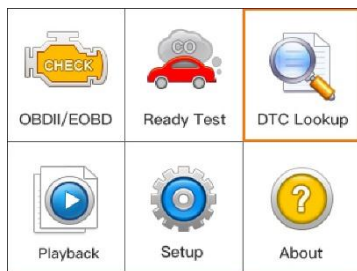 CHECK
OBDII/EOBD
CO
Ready Test
DTC Lookup
Playback
Setup
?
About